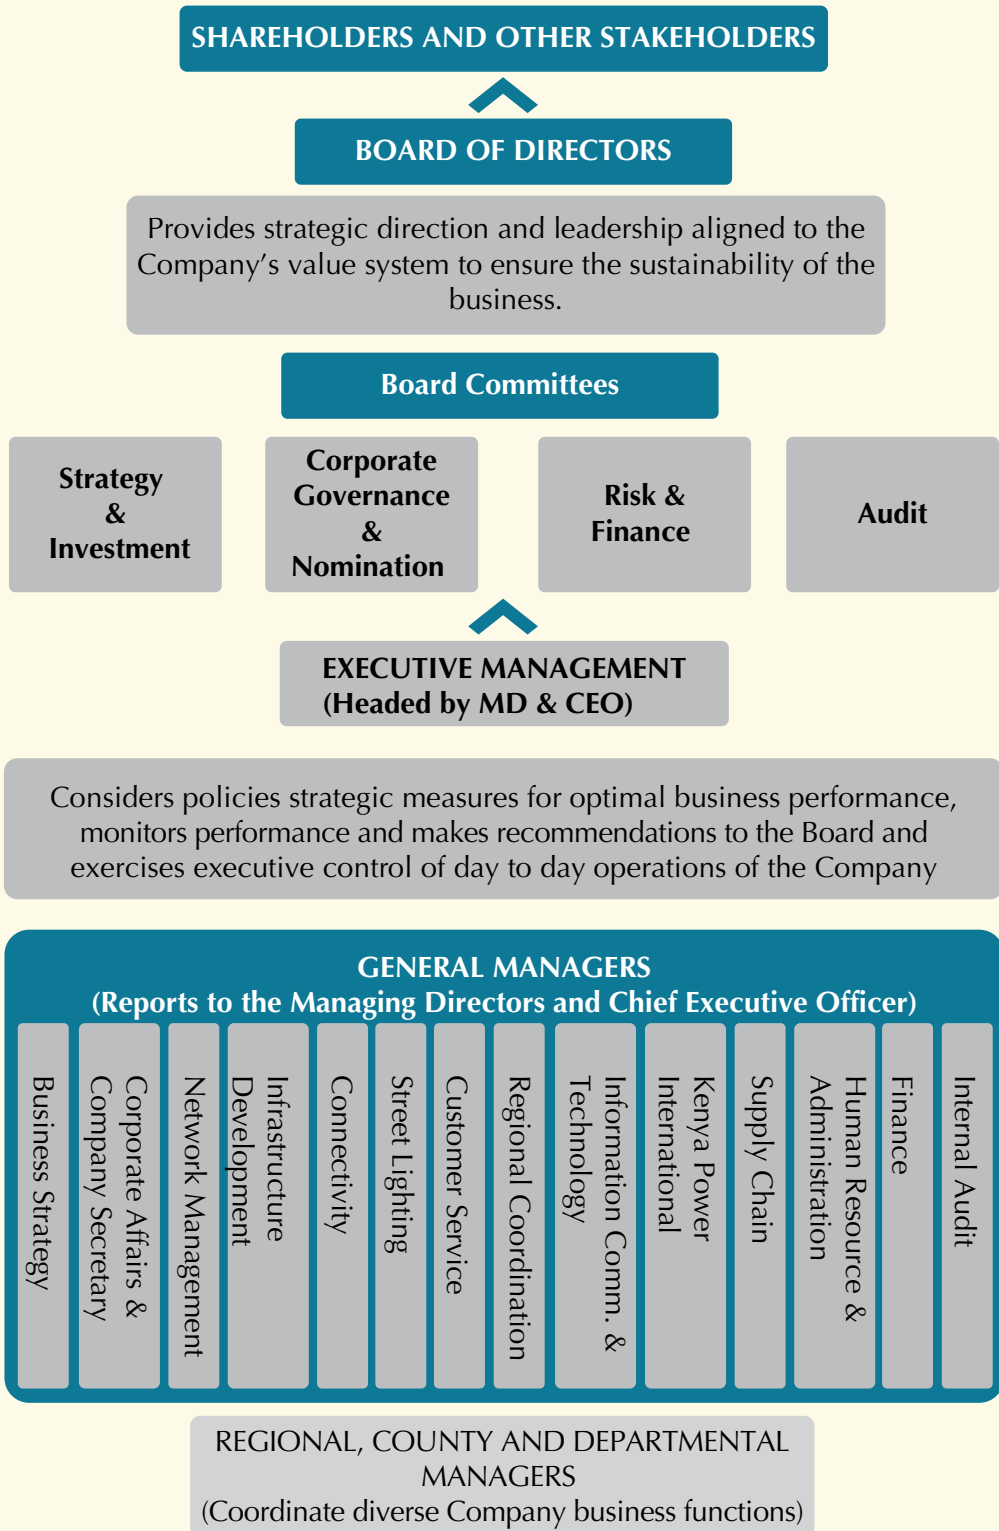 SHAREHOLDERS AND OTHER STAKEHOLDERS
BOARD OF DIRECTORS
Provides strategic direction and leadership aligned to the
Company’s value system to ensure the sustainability of the
business.
Board Committees
Strategy
&
Investment
Corporate
Governance
&
Nomination
Risk &
Finance
Audit
EXECUTIVE MANAGEMENT
(Headed by MD & CEO)
Considers policies strategic measures for optimal business performance,
monitors performance and makes recommendations to the Board and
exercises executive control of day to day operations of the Company
GENERAL MANAGERS
(Reports to the Managing Directors and Chief Executive Officer)
Business Strategy
Corporate Affairs &
Company Secretary
Network Management
Infrastructure
Development
Connectivity
Street Lighting
Customer Service
Regional Coordination
Information Comm. &
Technology
Kenya Power
International
Supply Chain
Human Resource &
Administration
Finance
Internal Audit
REGIONAL, COUNTY AND DEPARTMENTAL
MANAGERS
(Coordinate diverse Company business functions)